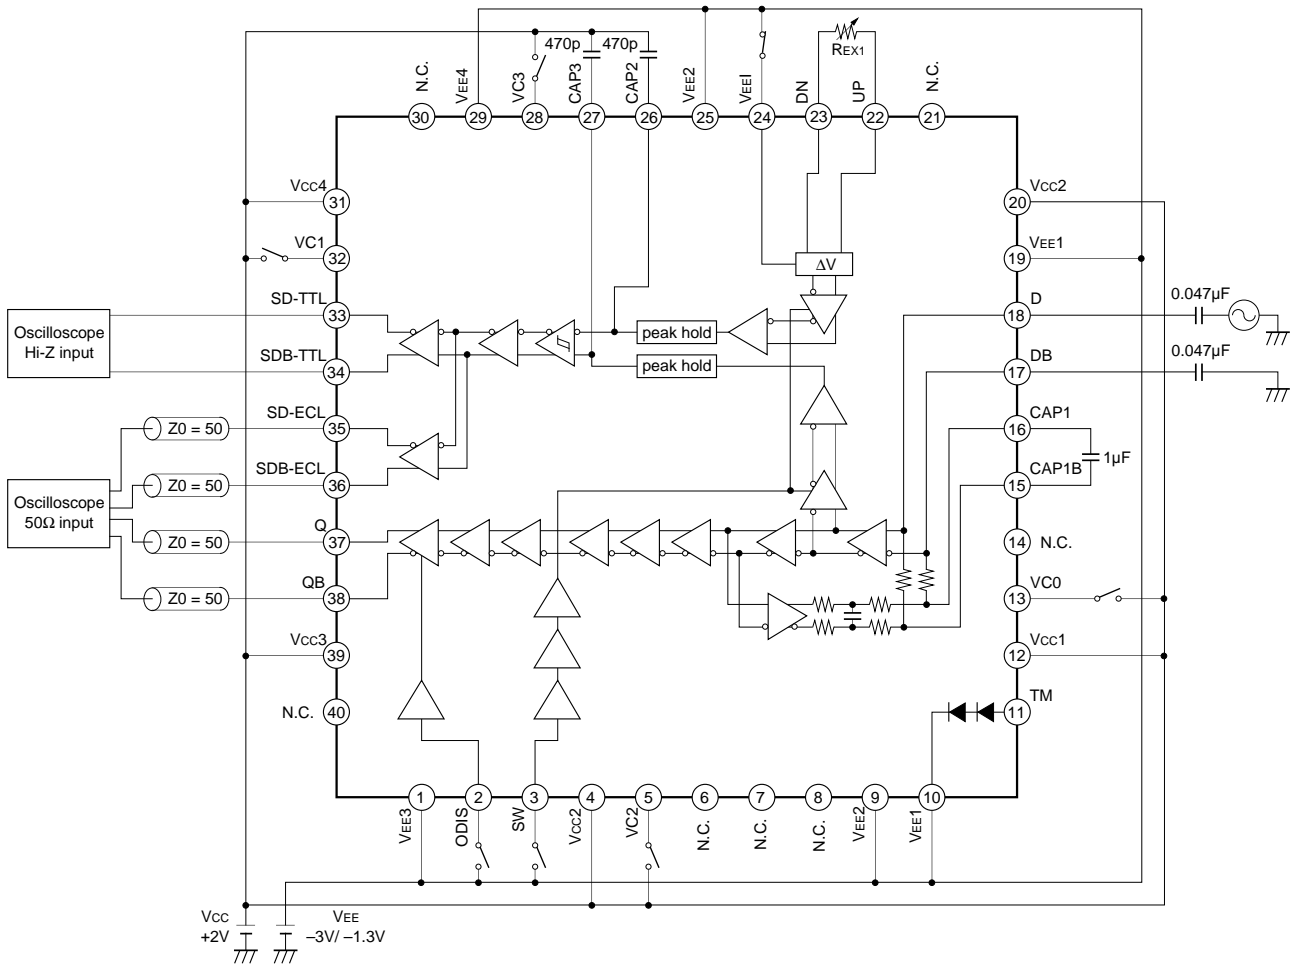 470p 470p
REX1
N.C. VEE4 VC3 CAP3 CAP2 VEE2 VEEI DN UP N.C.
30 29 28 27 26 25 24 23 22 21
VCC4
31
VCC2
20
VC1
32
VEE1
19
ΔV
SD-TTL
33
D
18
0.047µF
Oscilloscope
Hi-Z input
peak hold
peak hold
SDB-TTL
34
DB
17
0.047µF
SD-ECL
35
Z0 = 50
CAP1
16
1µF
SDB-ECL
36
Z0 = 50
CAP1B
15
Oscilloscope
50Ω input
Q
37
Z0 = 50
14
N.C.
QB
38
Z0 = 50
VC0
13
VCC3
39
VCC1
12
N.C.
40
TM
11
1 2 3 4 5 6 7 8 9 10
VEE3 ODIS SW VCC2 VC2 N.C. N.C. N.C. VEE2 VEE1
VCC
+2V
VEE
–3V/ –1.3V